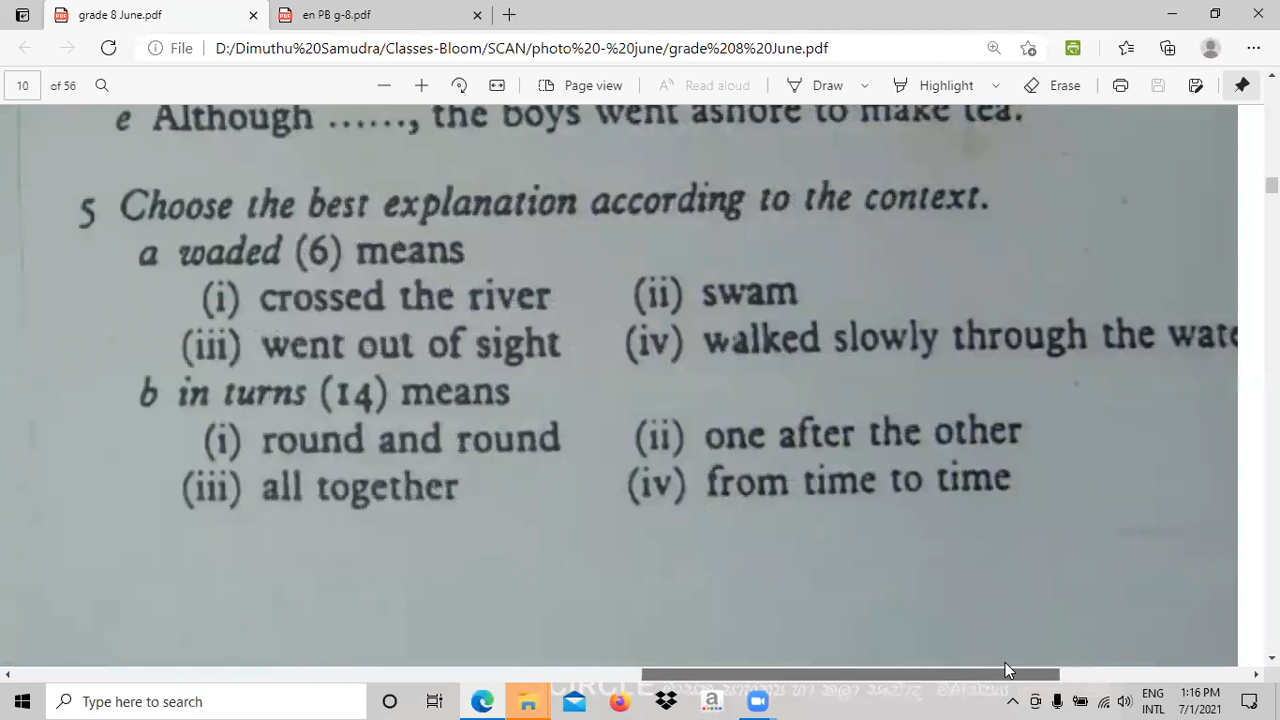 grade 8 June.pdf
en PB g-8.pdf
File
D:/Dimuthu%20Samudra/Classes-Bloom/SCAN/photo%20-%20june/grade%208%20June.pdf
10 of 56
Page view
Read aloud
Draw
Highlight
Erase
e Although ......, the boys went ashore to make tea.
5 Choose the best explanation according to the context.
a waded (6) means
(i) crossed the river (ii) swam
(iii) went out of sight (iv) walked slowly through the wate
b in turns (14) means
(i) round and round (ii) one after the other
(iii) all together (iv) from time to time
CIRCLE
Type here to search
ENG
INTL
1:16 PM
7/1/2021